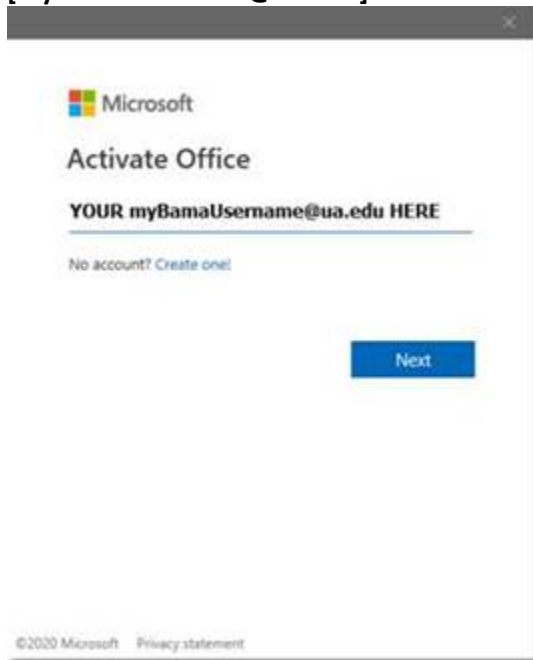 Microsoft
Activate Office
YOUR myBamaUsername@ua.edu HERE
No account? Create one!
Next
©2020 Microsoft Privacy statement